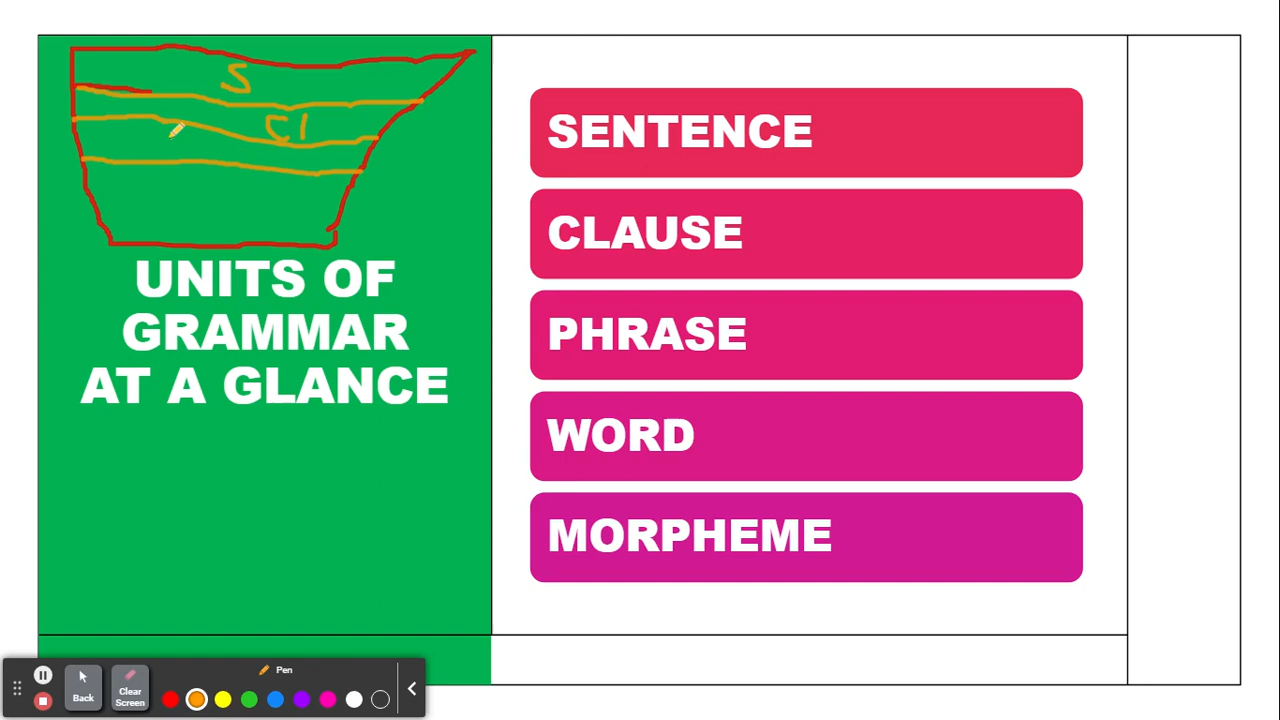 S
Cl
UNITS OF
GRAMMAR
AT A GLANCE
SENTENCE
CLAUSE
PHRASE
WORD
MORPHEME
Pen
Back
Clear
Screen